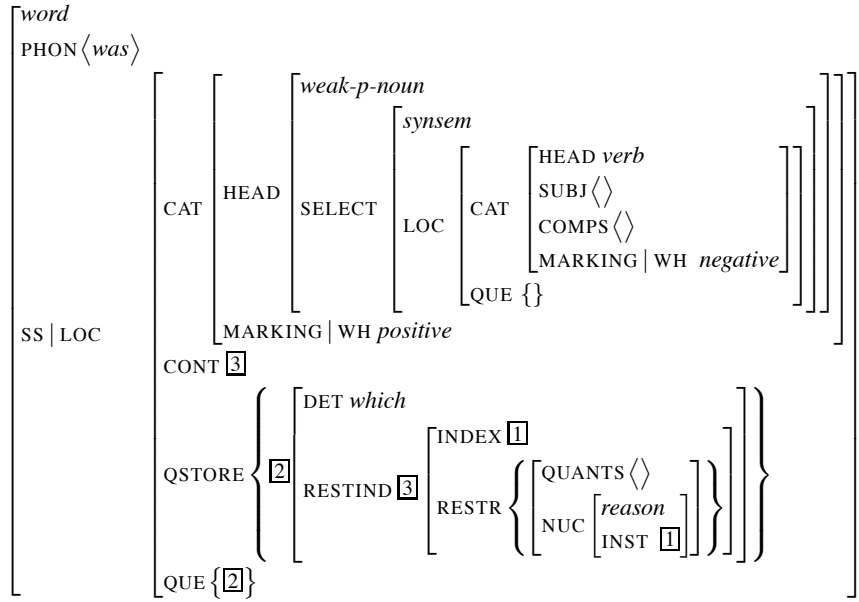 word
PHON ⟨was⟩
weak-p-noun
synsem
HEAD verb
SUBJ ⟨⟩
CAT HEAD SELECT LOC CAT
COMPS ⟨⟩
MARKING | WH negative
QUE {}
SS | LOC MARKING | WH positive
CONT 3
DET which
INDEX 1
QSTORE { 2 RESTIND 3 RESTR { QUANTS ⟨⟩
NUC reason
INST 1 } }
QUE { 2 }